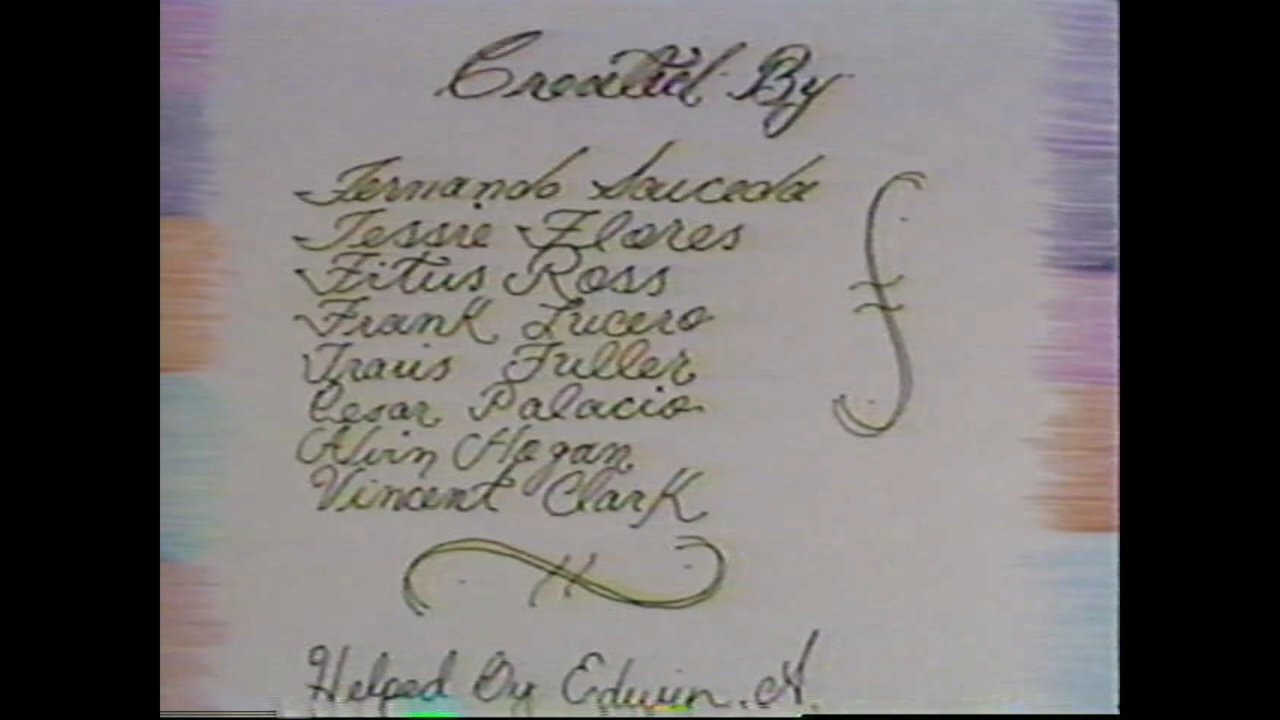 Created By
Fernando Sauceda
Jessie Flores
Titus Ross
Frank Lucero
Travis Fuller
Cesar Palacio
Alvin Hogan
Vincent Clark
Helped By Edwin. A.